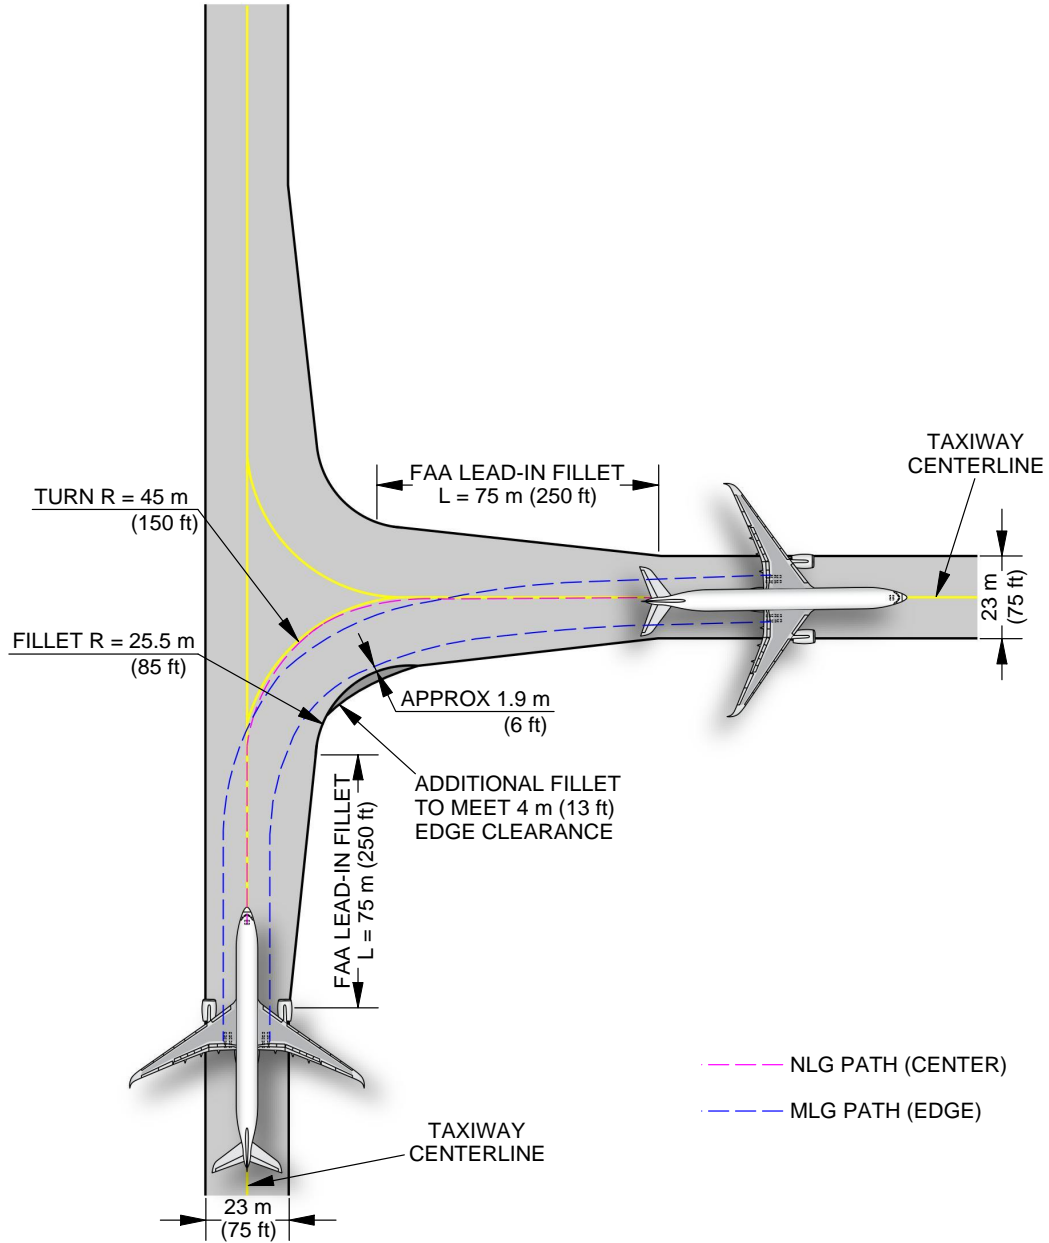 TAXIWAY
CENTERLINE
FAA LEAD-IN FILLET
L = 75 m (250 ft)
TURN R = 45 m
(150 ft)
23 m
(75 ft)
FILLET R = 25.5 m
(85 ft)
APPROX 1.9 m
(6 ft)
ADDITIONAL FILLET
TO MEET 4 m (13 ft)
EDGE CLEARANCE
FAA LEAD-IN FILLET
L = 75 m (250 ft)
NLG PATH (CENTER)
MLG PATH (EDGE)
TAXIWAY
CENTERLINE
23 m
(75 ft)